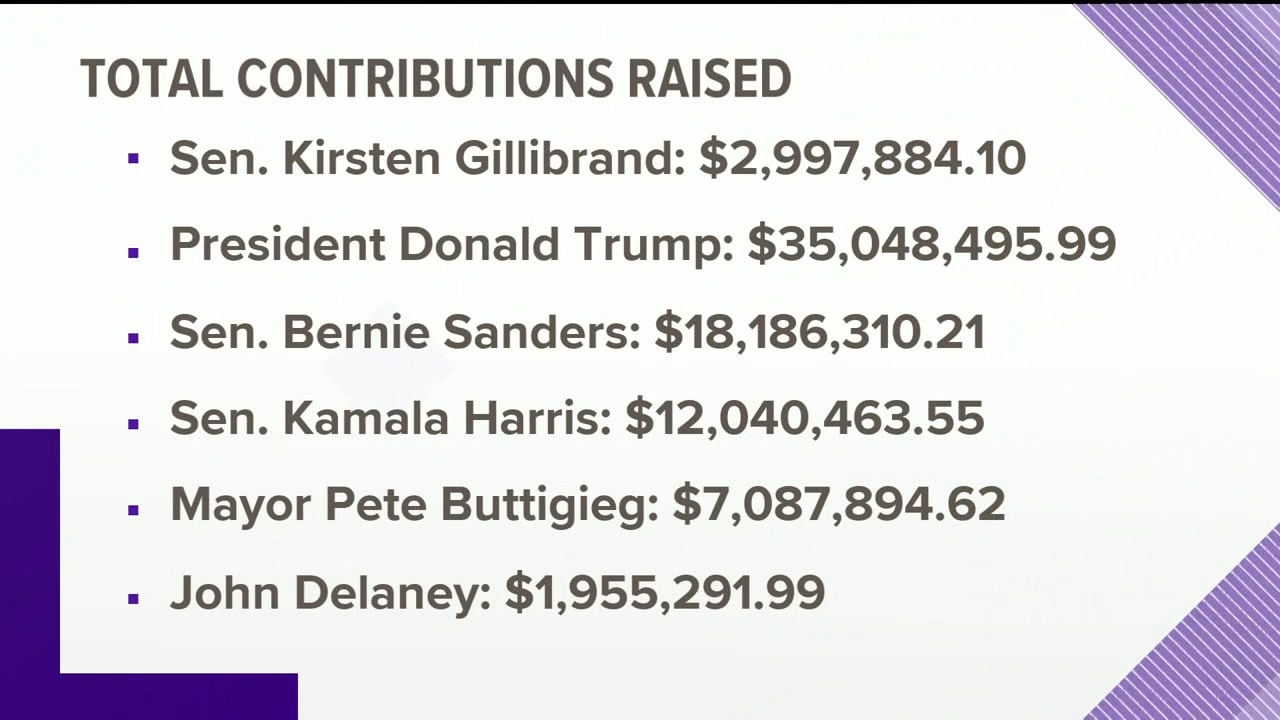 TOTAL CONTRIBUTIONS RAISED
Sen. Kirsten Gillibrand: $2,997,884.10
President Donald Trump: $35,048,495.99
Sen. Bernie Sanders: $18,186,310.21
Sen. Kamala Harris: $12,040,463.55
Mayor Pete Buttigieg: $7,087,894.62
John Delaney: $1,955,291.99